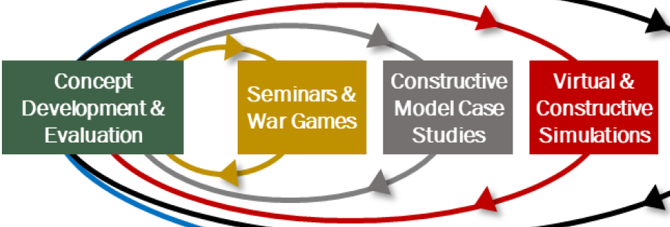 Concept
Development &
Evaluation
Seminars &
War Games
Constructive
Model Case
Studies
Virtual &
Constructive
Simulations